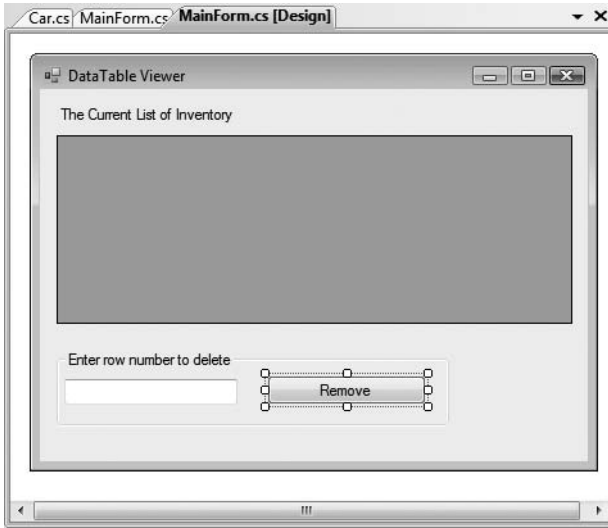 Car.cs MainForm.cs MainForm.cs [Design]
DataTable Viewer
The Current List of Inventory
Enter row number to delete
Remove